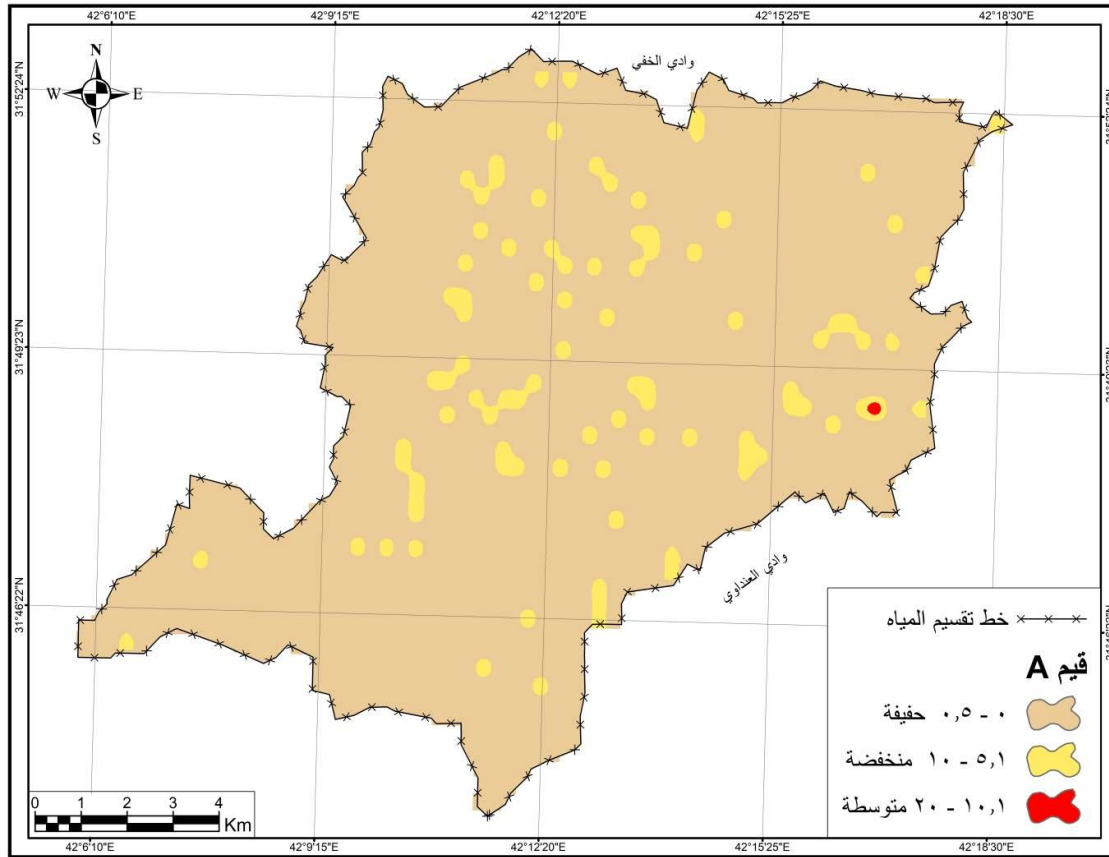 42°6'10"E 42°9'15"E 42°12'20"E 42°15'25"E 42°18'30"E
31°52'24"N
31°49'23"N
31°46'22"N
N
W E
S
وادي الخفي
وادي العنداوي
خط تقسيم المياه
قيم A
٠ - ٠,٥ حفيفة
٥,١ - ١٠ منخفضة
١٠,١ - ٢٠ متوسطة
0 1 2 3 4
Km
42°6'10"E 42°9'15"E 42°12'20"E 42°15'25"E 42°18'30"E